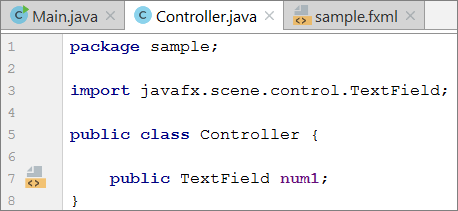 Main.java
Controller.java
sample.fxml
1 package sample;
2
3 import javafx.scene.control.TextField;
4
5 public class Controller {
6
7 public TextField num1;
8 }